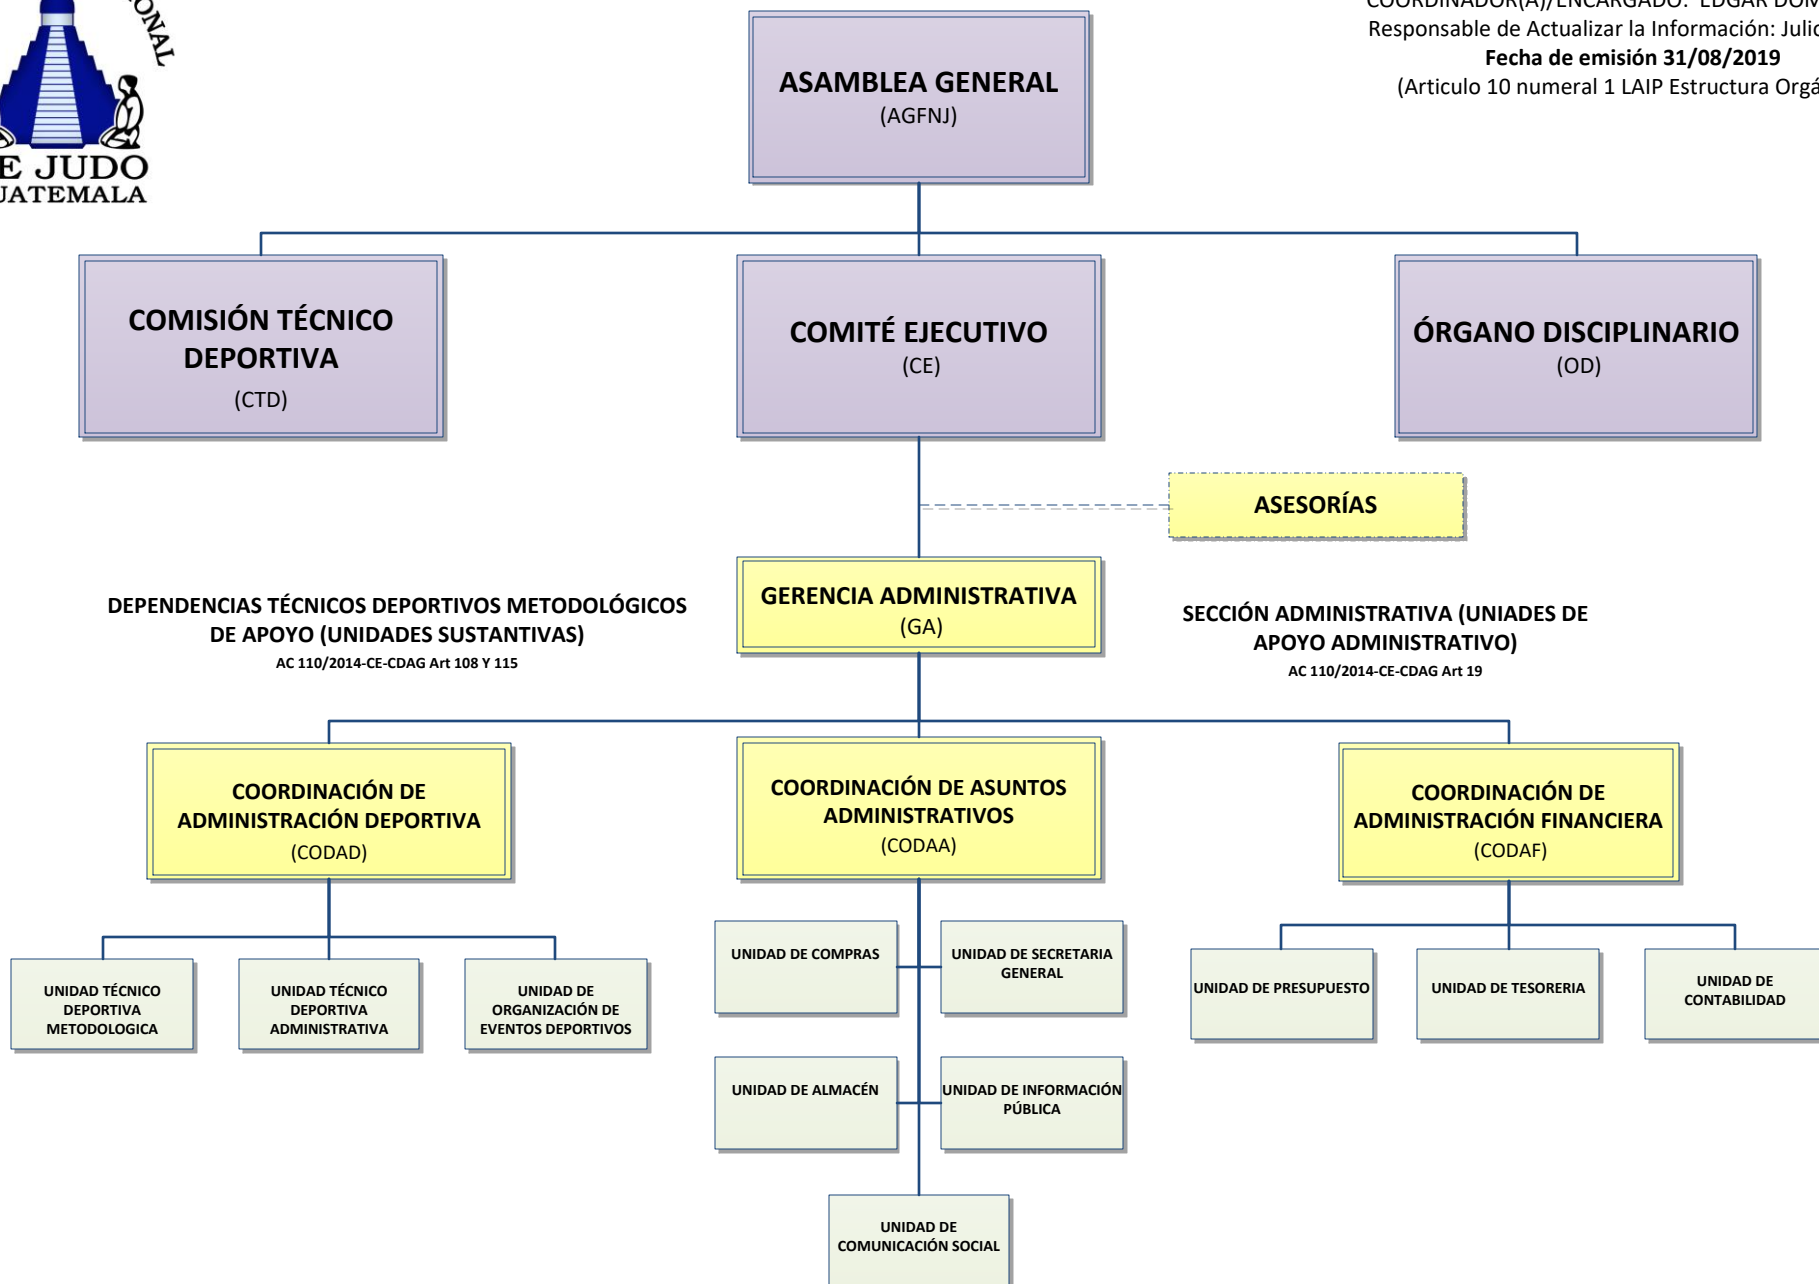 COORDINADOR(A)/ENCARGADO: EDGAR
Responsable de Actualizar la Información:
Fecha de emisión 31/08/2019
(Articulo 10 numeral 1 LAIP Estructura
JUDO
ASAMBLEA GENERAL
(AGFNJ)
COMISIÓN TÉCNICO
DEPORTIVA
(CTD)
COMITÉ EJECUTIVO
(CE)
ÓRGANO DISCIPLINARIO
(OD)
ASESORÍAS
GERENCIA ADMINISTRATIVA
(GA)
DEPENDENCIAS TÉCNICOS DEPORTIVOS METODOLÓGICOS
DE APOYO (UNIDADES SUSTANTIVAS)
AC 110/2014-CE-CDAG Art 108 Y 115
SECCIÓN ADMINISTRATIVA (UNIADES DE
APOYO ADMINISTRATIVO)
AC 110/2014-CE-CDAG Art 19
COORDINACIÓN DE
ADMINISTRACIÓN DEPORTIVA
(CODAD)
COORDINACIÓN DE ASUNTOS
ADMINISTRATIVOS
(CODAA)
COORDINACIÓN DE
ADMINISTRACIÓN FINANCIERA
(CODAF)
UNIDAD TÉCNICO
DEPORTIVA
METODOLOGICA
UNIDAD TÉCNICO
DEPORTIVA
ADMINISTRATIVA
UNIDAD DE
ORGANIZACIÓN DE
EVENTOS DEPORTIVOS
UNIDAD DE COMPRAS
UNIDAD DE SECRETARIA
GENERAL
UNIDAD DE ALMACÉN
UNIDAD DE INFORMACIÓN
PÚBLICA
UNIDAD DE
COMUNICACIÓN SOCIAL
UNIDAD DE PRESUPUESTO
UNIDAD DE TESORERIA
UNIDAD DE
CONTABILIDAD